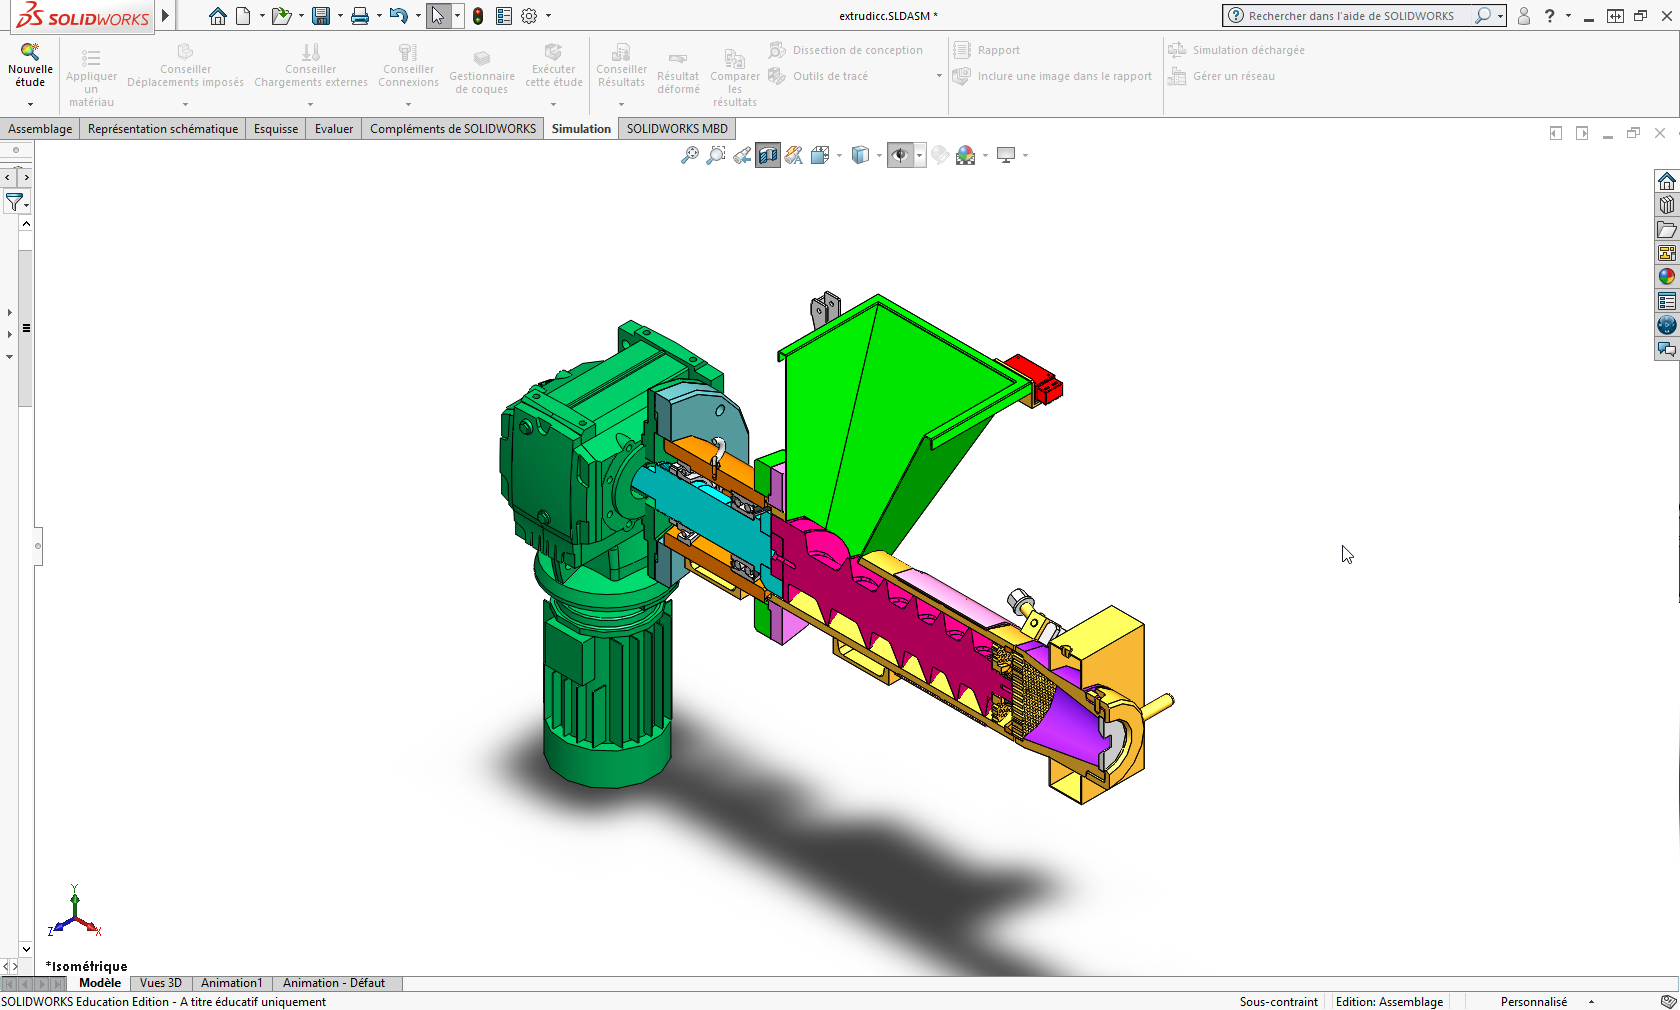 SOLIDWORKS
extrudicc.SLDASM *
Rechercher dans l'aide de SOLIDWORKS
Nouvelle
étude
Appliquer
un
matériau
Conseiller
Déplacements imposés
Conseiller
Chargements externes
Conseiller
Connexions
Gestionnaire
de coques
Exécuter
cette étude
Conseiller
Résultats
Résultat
déformé
Comparer
les
résultats
Dissection de conception
Outils de tracé
Rapport
Inclure une image dans le rapport
Simulation déchargée
Gérer un réseau
Assemblage
Représentation schématique
Esquisse
Evaluer
Compléments de SOLIDWORKS
Simulation
SOLIDWORKS MBD
Y
Z
X
*Isométrique
Modèle
Vues 3D
Animation1
Animation - Défaut
SOLIDWORKS Education Edition - A titre éducatif uniquement
Sous-contraint
Edition: Assemblage
Personnalisé